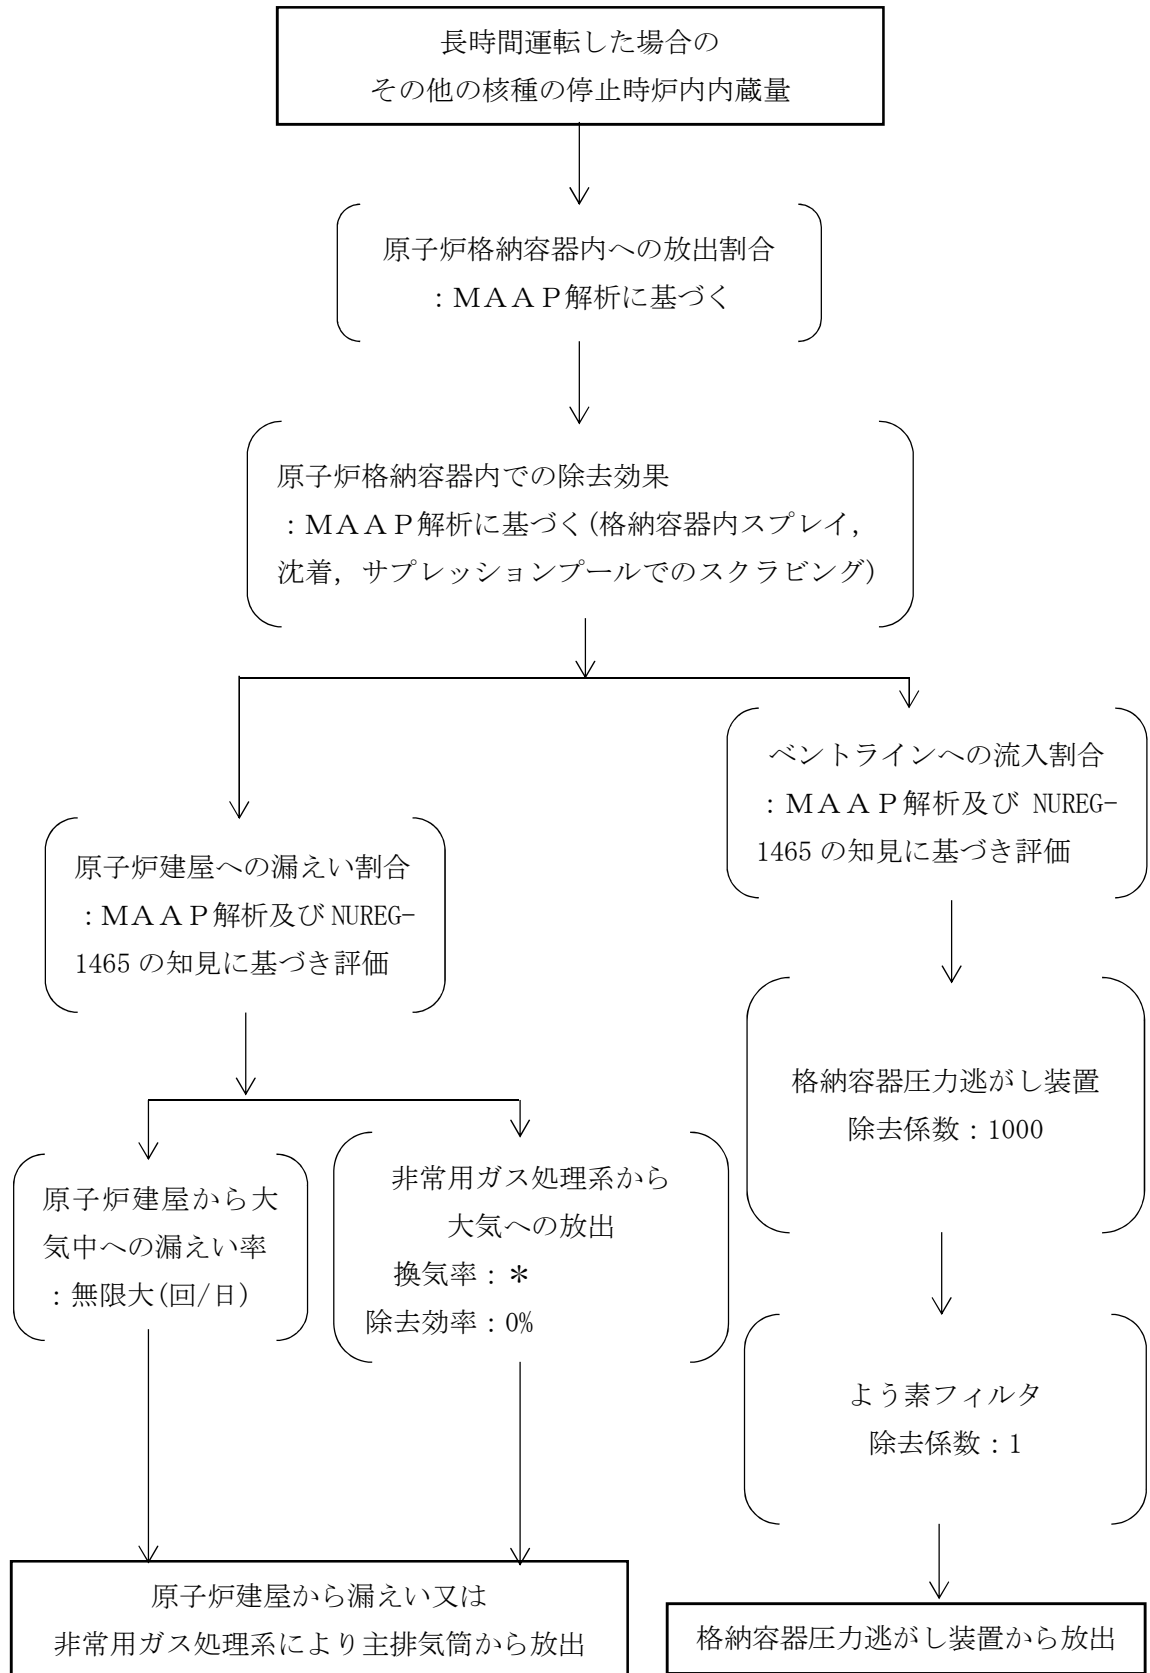 長時間運転した場合の
その他の核種の停止時炉内内蔵量
原子炉格納容器内への放出割合
：ＭＡＡＰ解析に基づく
原子炉格納容器内での除去効果
：ＭＡＡＰ解析に基づく(格納容器内スプレイ，
沈着，サプレッションプールでのスクラビング)
ベントラインへの流入割合
：ＭＡＡＰ解析及び NUREG-
1465 の知見に基づき評価
原子炉建屋への漏えい割合
：ＭＡＡＰ解析及び NUREG-
1465 の知見に基づき評価
格納容器圧力逃がし装置
除去係数：1000
原子炉建屋から大
気中への漏えい率
：無限大(回/日)
非常用ガス処理系から
大気への放出
換気率：＊
除去効率：0%
よう素フィルタ
除去係数：1
原子炉建屋から漏えい又は
非常用ガス処理系により主排気筒から放出
格納容器圧力逃がし装置から放出